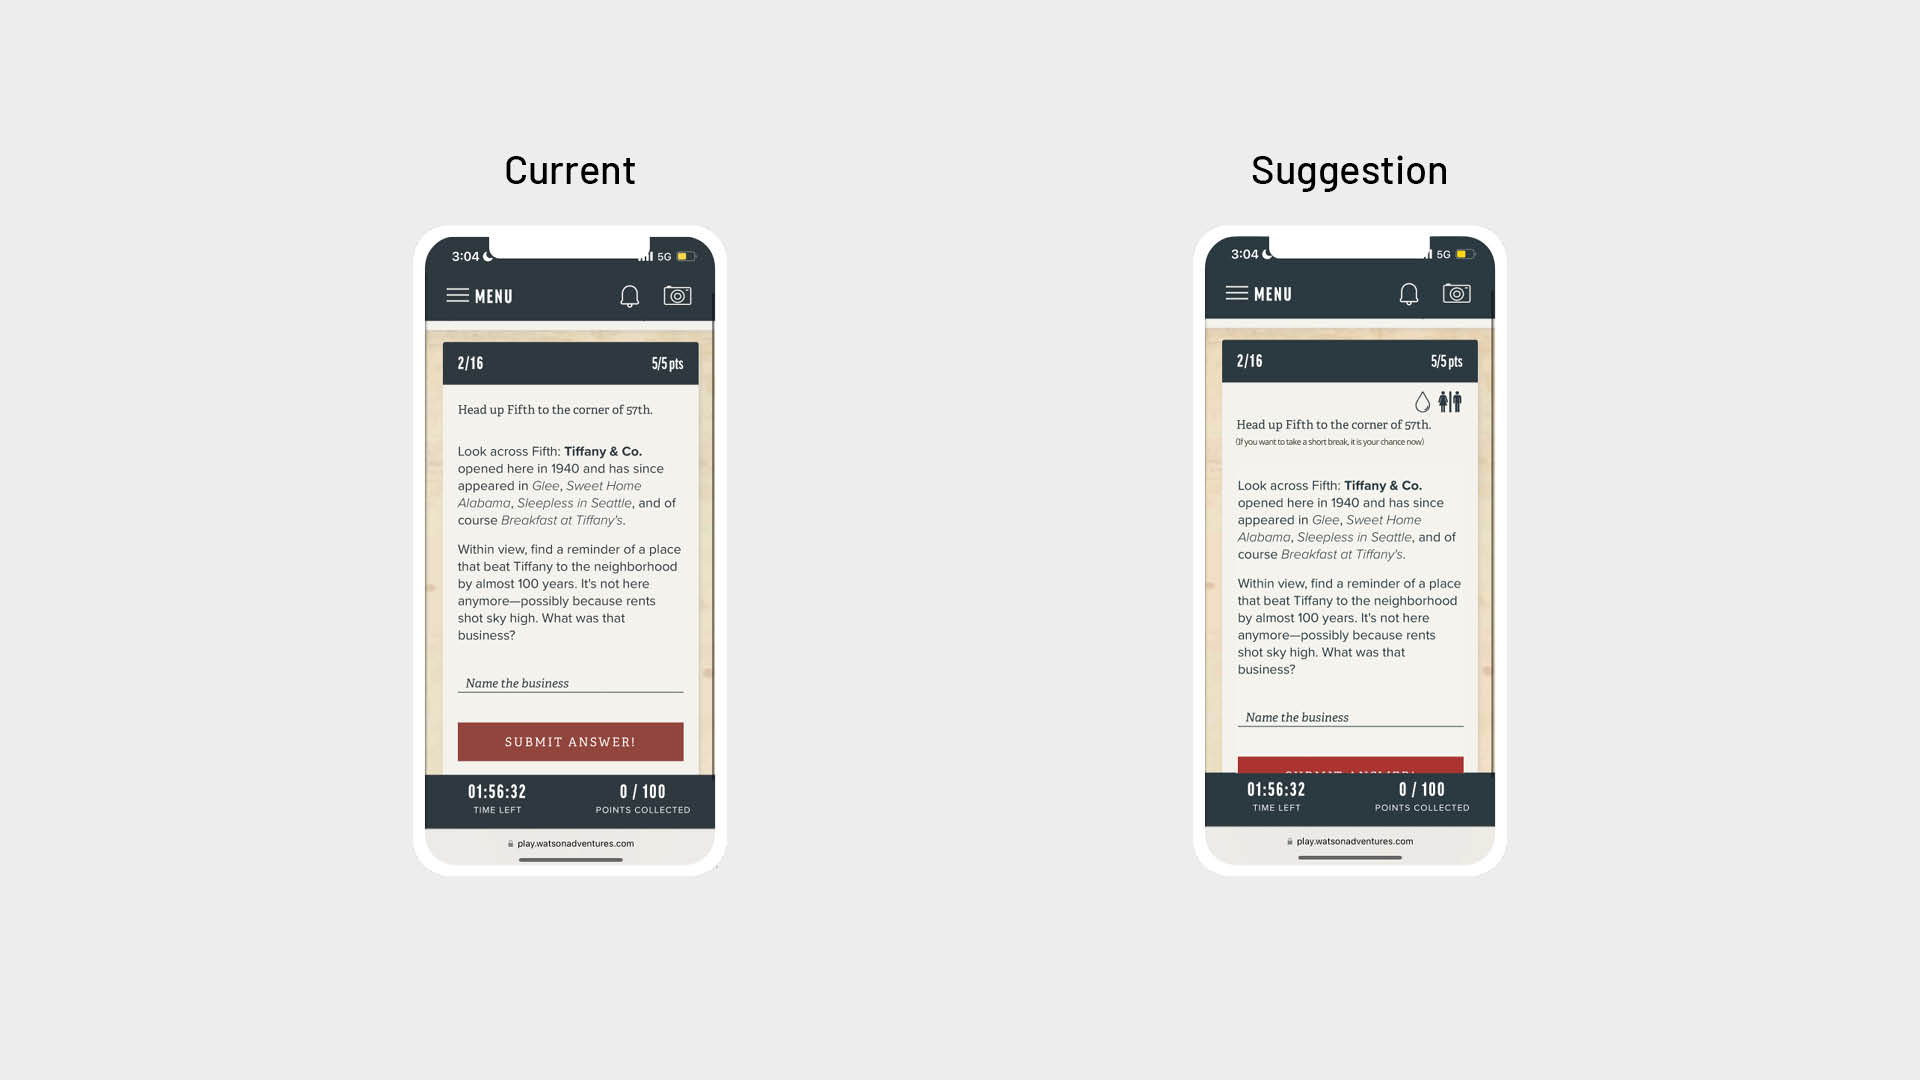 Current
3:04
5G
MENU
2/16
5/5 pts
Head up Fifth to the corner of 57th.
Look across Fifth: Tiffany & Co.
opened here in 1940 and has since
appeared in Glee, Sweet Home
Alabama, Sleepless in Seattle, and of
course Breakfast at Tiffany's.
Within view, find a reminder of a place
that beat Tiffany to the neighborhood
by almost 100 years. It's not here
anymore—possibly because rents
shot sky high. What was that
business?
Name the business
SUBMIT ANSWER!
01:56:32
0 / 100
TIME LEFT
POINTS COLLECTED
play.watsonadventures.com
Suggestion
3:04
5G
MENU
2/16
5/5 pts
Head up Fifth to the corner of 57th.
(If you want to take a short break, it is your chance now)
Look across Fifth: Tiffany & Co.
opened here in 1940 and has since
appeared in Glee, Sweet Home
Alabama, Sleepless in Seattle, and of
course Breakfast at Tiffany's.
Within view, find a reminder of a place
that beat Tiffany to the neighborhood
by almost 100 years. It's not here
anymore—possibly because rents
shot sky high. What was that
business?
Name the business
SUBMIT ANSWER!
01:56:32
0 / 100
TIME LEFT
POINTS COLLECTED
play.watsonadventures.com